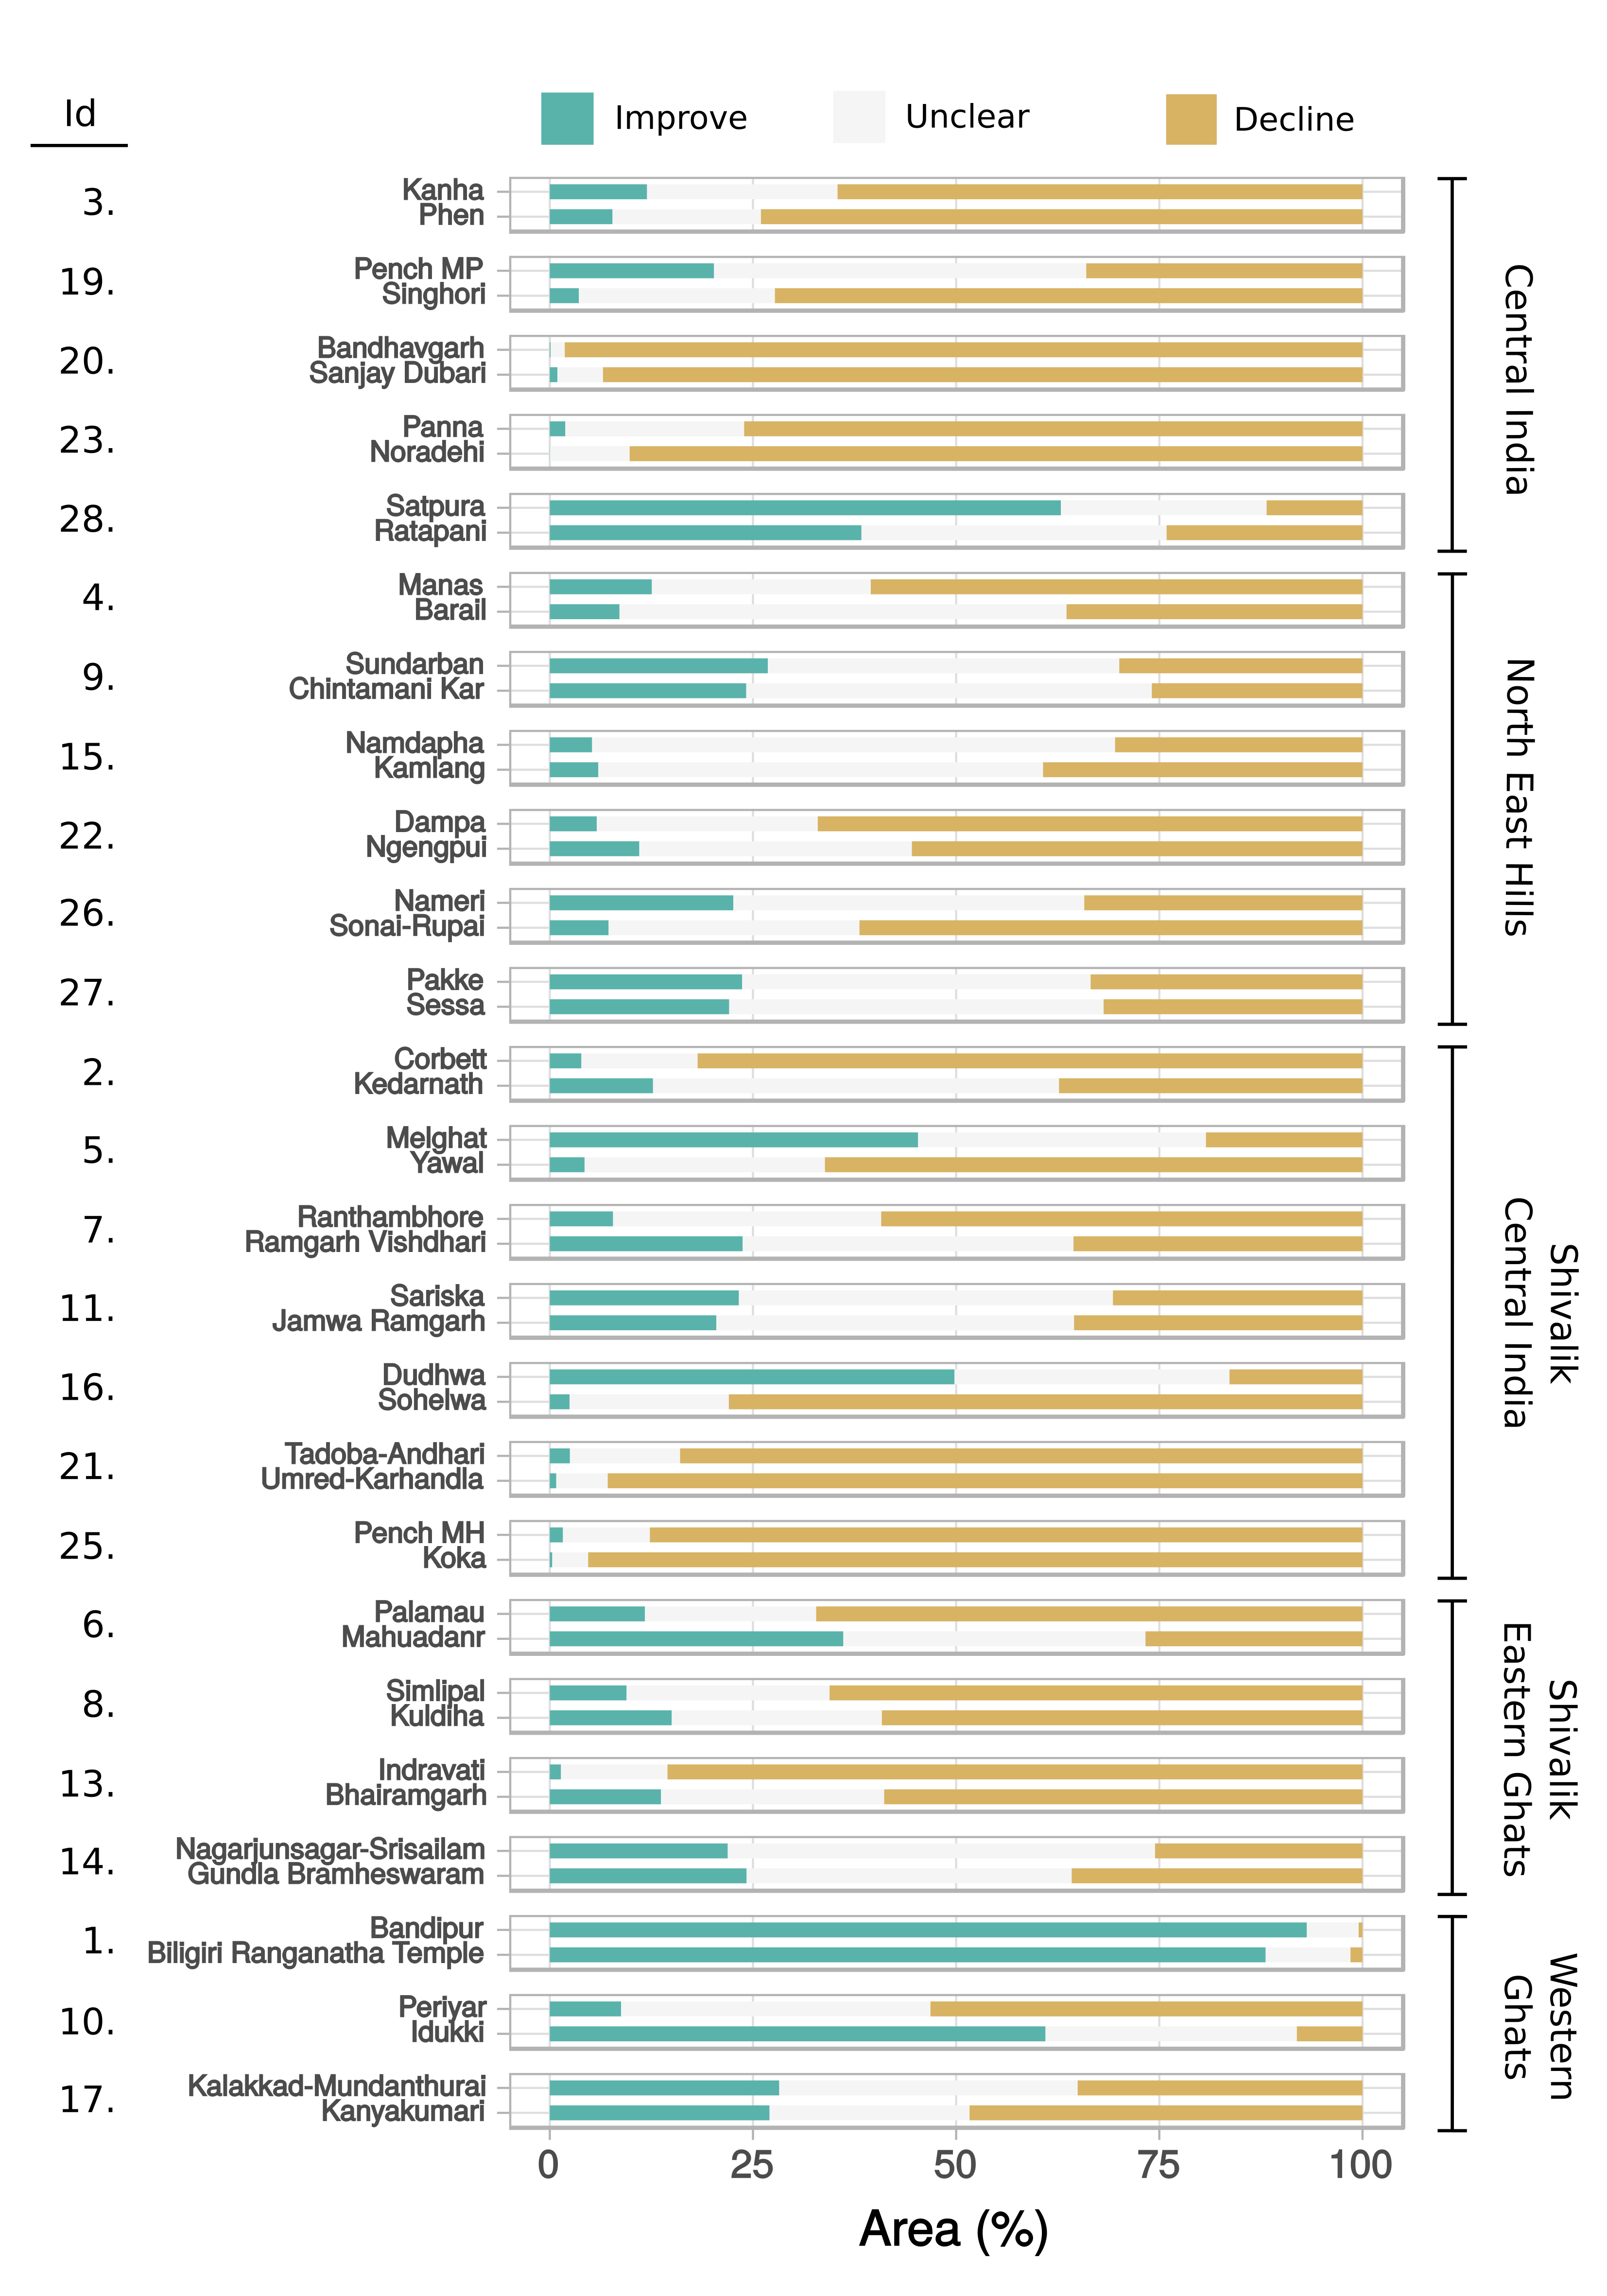 Id
Improve
Unclear
Decline
3.
Kanha
Phen
19.
Pench MP
Singhori
20.
Bandhavgarh
Sanjay Dubari
23.
Panna
Noradehi
28.
Satpura
Ratapani
Central India
4.
Manas
Barail
9.
Sundarban
Chintamani Kar
15.
Namdapha
Kamlang
22.
Dampa
Ngengpui
26.
Nameri
Sonai-Rupai
27.
Pakke
Sessa
North East Hills
2.
Corbett
Kedarnath
5.
Melghat
Yawal
7.
Ranthambhore
Ramgarh Vishdhari
11.
Sariska
Jamwa Ramgarh
16.
Dudhwa
Sohelwa
21.
Tadoba-Andhari
Umred-Karhandla
25.
Pench MH
Koka
Shivalik
Central India
6.
Palamau
Mahuadanr
8.
Simlipal
Kuldiha
13.
Indravati
Bhairamgarh
14.
Nagarjunsagar-Srisailam
Gundla Bramheswaram
Shivalik
Eastern Ghats
1.
Bandipur
Biligiri Ranganatha Temple
10.
Periyar
Idukki
17.
Kalakkad-Mundanthurai
Kanyakumari
Western
Ghats
0 25 50 75 100
Area (%)